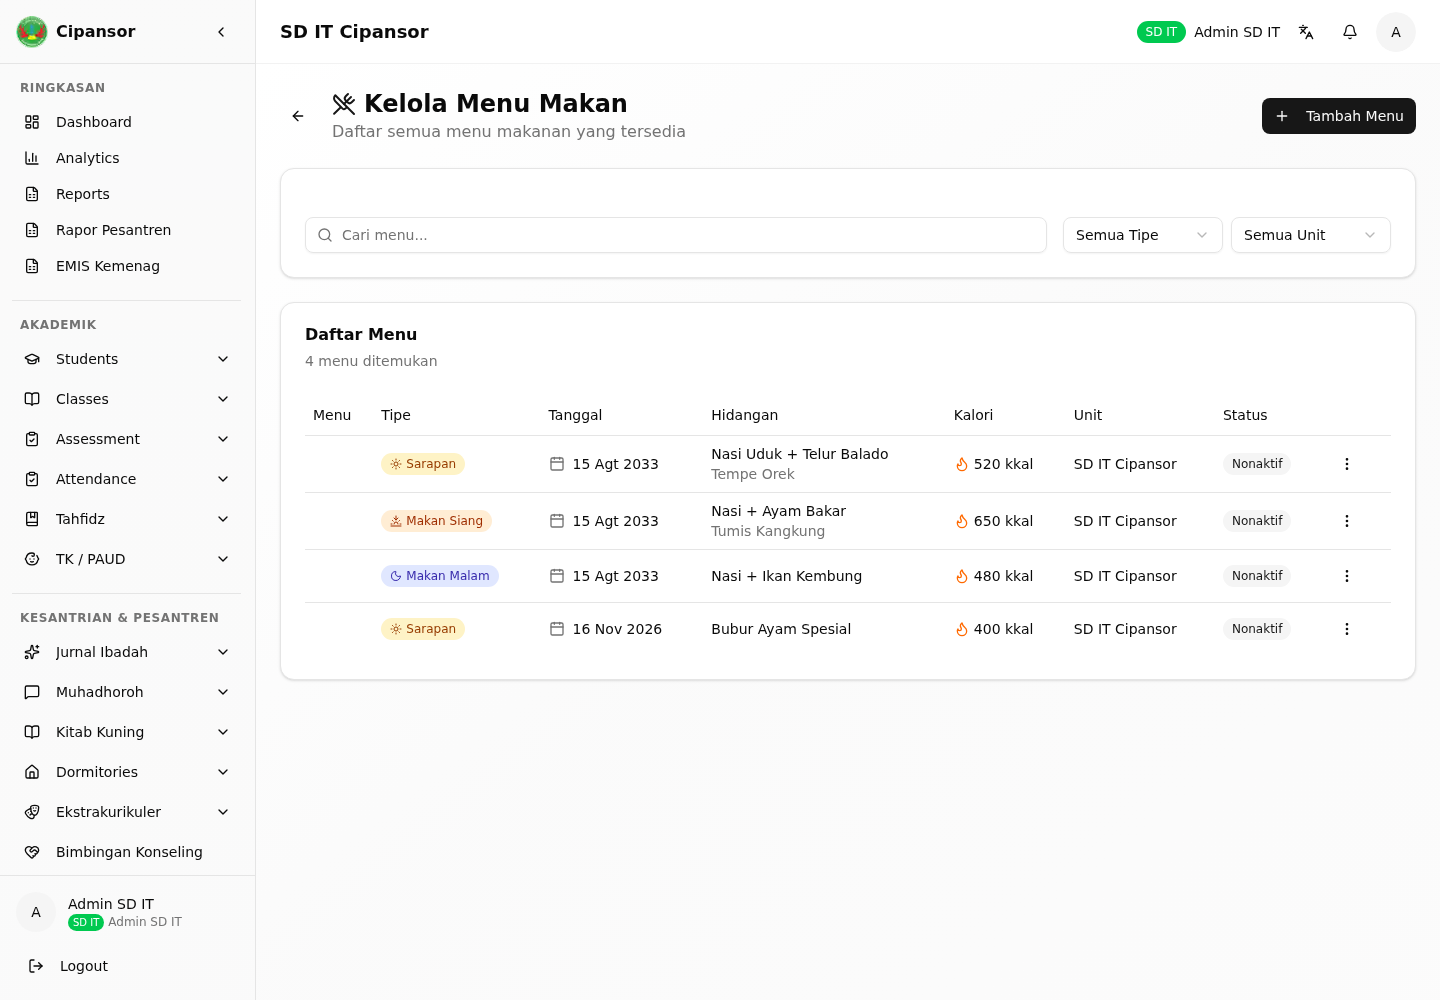 Cipansor
SD IT Cipansor
SD IT
Admin SD IT
A
RINGKASAN
Dashboard
Analytics
Reports
Rapor Pesantren
EMIS Kemenag
AKADEMIK
Students
Classes
Assessment
Attendance
Tahfidz
TK / PAUD
KESANTRIAN & PESANTREN
Jurnal Ibadah
Muhadhoroh
Kitab Kuning
Dormitories
Ekstrakurikuler
Bimbingan Konseling
A
Admin SD IT
SD IT Admin SD IT
Logout
Kelola Menu Makan
Daftar semua menu makanan yang tersedia
Tambah Menu
Cari menu...
Semua Tipe
Semua Unit
Daftar Menu
4 menu ditemukan
Menu Tipe Tanggal Hidangan Kalori Unit Status
Sarapan 15 Agt 2033 Nasi Uduk + Telur Balado 520 kkal SD IT Cipansor Nonaktif
Tempe Orek
Makan Siang 15 Agt 2033 Nasi + Ayam Bakar 650 kkal SD IT Cipansor Nonaktif
Tumis Kangkung
Makan Malam 15 Agt 2033 Nasi + Ikan Kembung 480 kkal SD IT Cipansor Nonaktif
Sarapan 16 Nov 2026 Bubur Ayam Spesial 400 kkal SD IT Cipansor Nonaktif